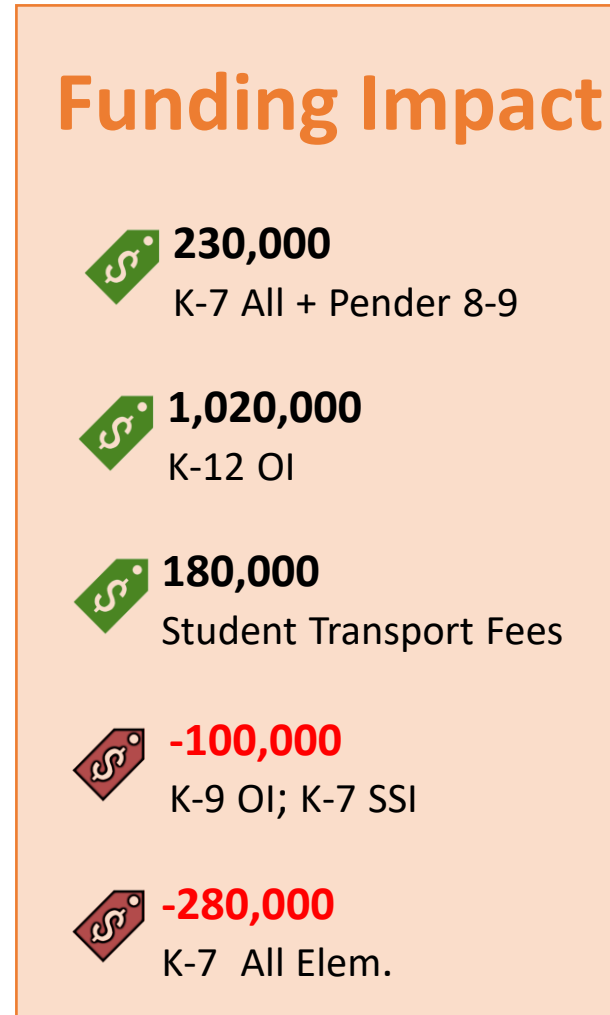 Funding Impact
230,000
K-7 All + Pender 8-9
1,020,000
K-12 OI
180,000
Student Transport Fees
-100,000
K-9 OI; K-7 SSI
-280,000
K-7 All Elem.